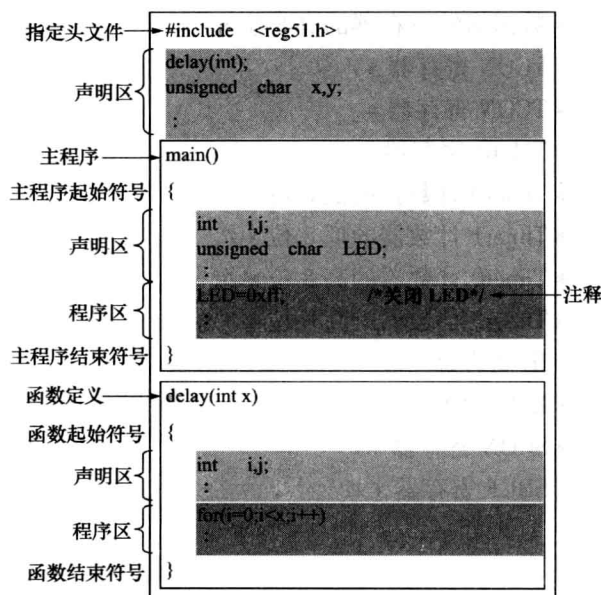 指定头文件 #include <reg51.h>
声明区 delay(int);
unsigned char x,y;
:
主程序 main()
主程序起始符号 {
声明区 int i,j;
unsigned char LED;
:
程序区 LED=0xff; /*关闭 LED*/ 注释
:
主程序结束符号 }
函数定义 delay(int x)
函数起始符号 {
声明区 int i,j;
:
程序区 for(i=0;i<x;i++)
:
函数结束符号 }